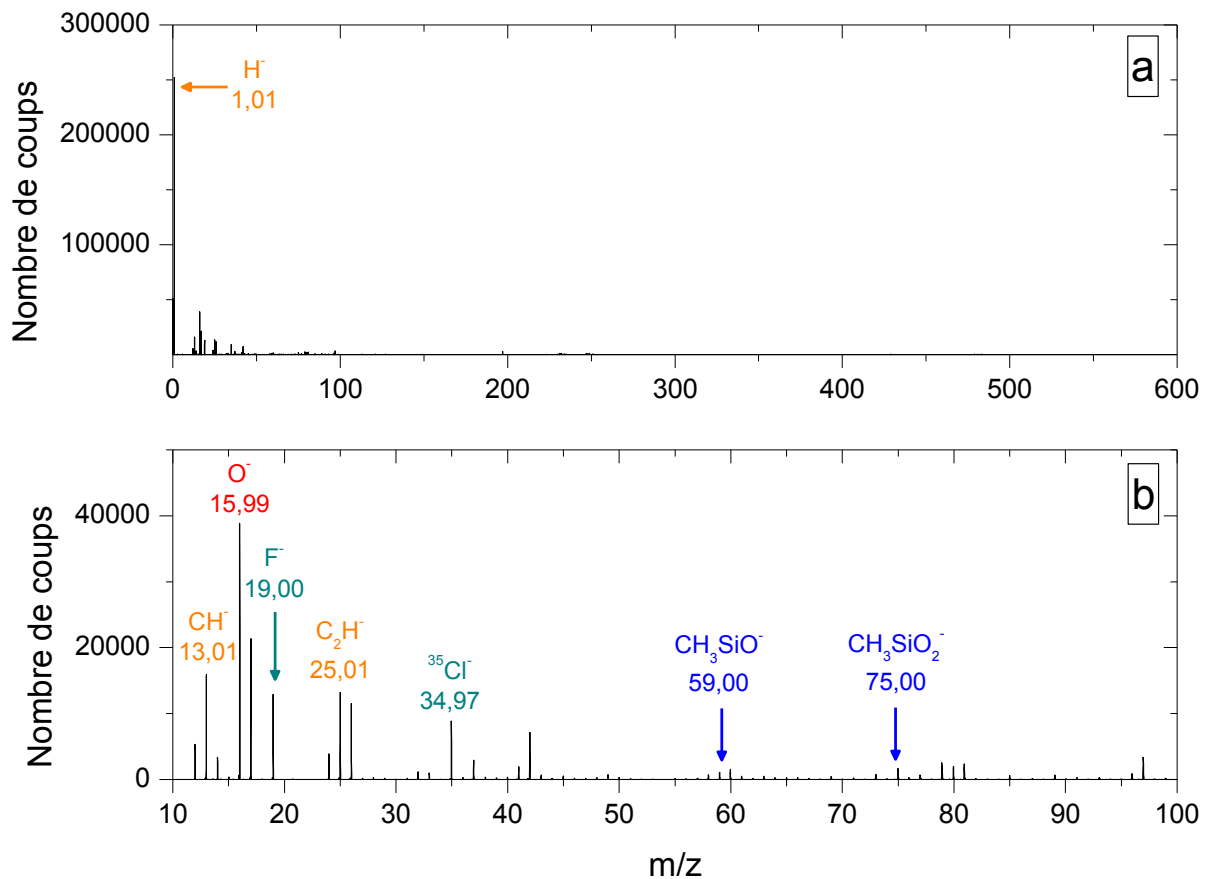 300000
200000
100000
Nombre de coups
H-
1,01
a
0 100 200 300 400 500 600
40000
20000
0
Nombre de coups
O-
15,99
F-
19,00
CH-
13,01
C2H-
25,01
35Cl-
34,97
CH3SiO-
59,00
CH3SiO2-
75,00
b
10 20 30 40 50 60 70 80 90 100
m/z